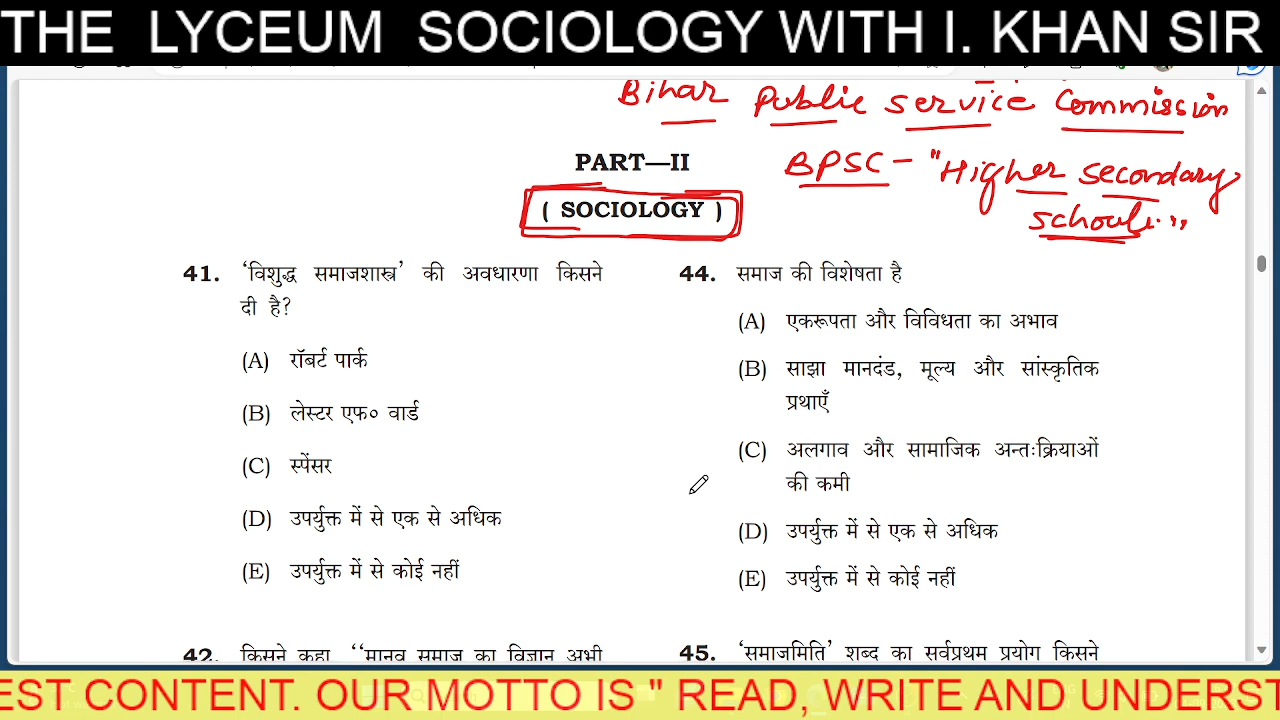 THE LYCEUM SOCIOLOGY WITH I. KHAN SIR
Bihar Public Service Commission
PART—II
BPSC - "Higher Secondary
( SOCIOLOGY )
41. ‘विशुद्ध समाजशास्त्र’ की अवधारणा किसने
दी है?
(A) रॉबर्ट पार्क
(B) लेस्टर एफ० वार्ड
(C) स्पेंसर
(D) उपर्युक्त में से एक से अधिक
(E) उपर्युक्त में से कोई नहीं
42. किसने कहा, ‘‘मानव समाज का विज्ञान अभी
44. समाज की विशेषता है
(A) एकरूपता और विविधता का अभाव
(B) साझा मानदंड, मूल्य और सांस्कृतिक
प्रथाएँ
(C) अलगाव और सामाजिक अन्तःक्रियाओं
की कमी
(D) उपर्युक्त में से एक से अधिक
(E) उपर्युक्त में से कोई नहीं
45. ‘समाजमिति’ शब्द का सर्वप्रथम प्रयोग किसने
EST CONTENT. OUR MOTTO IS " READ, WRITE AND UNDERST